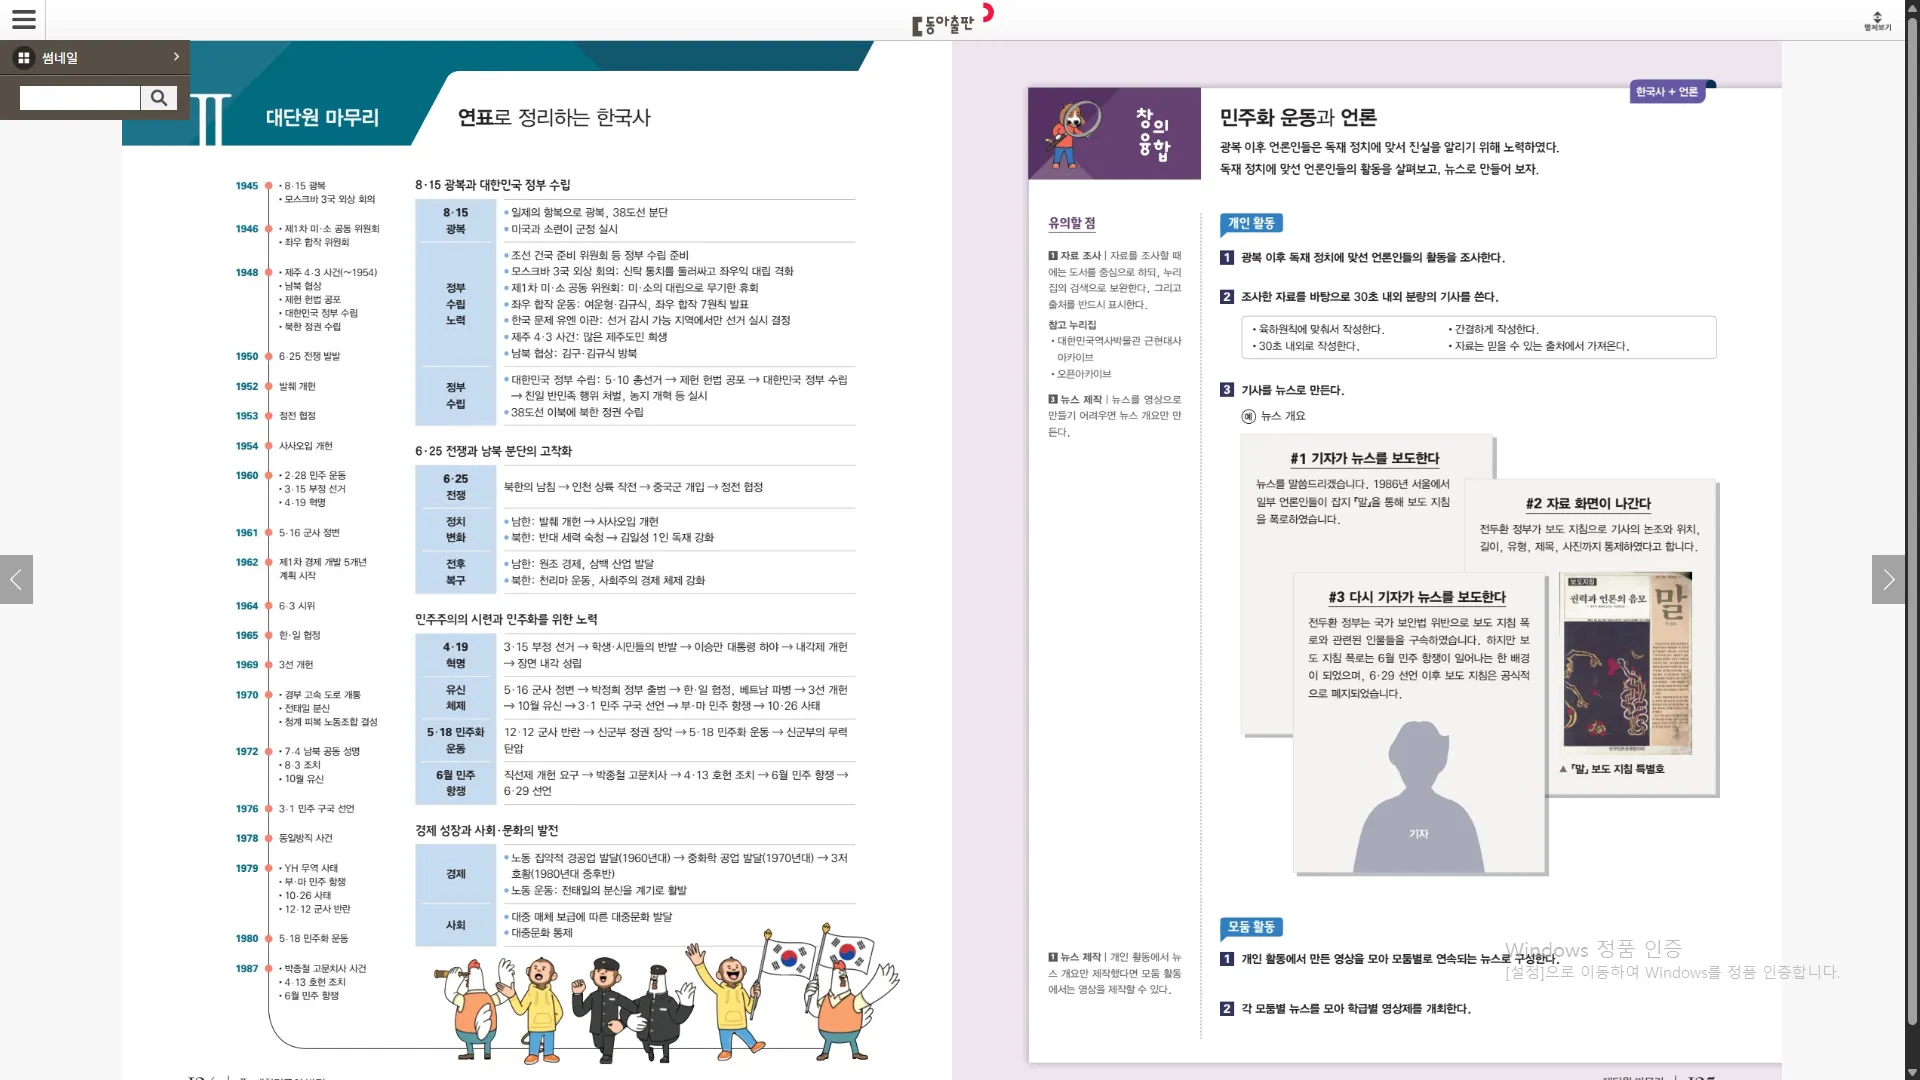 동아출판
펼쳐보기
썸네일
II
대단원 마무리
연표로 정리하는 한국사
1945
• 8·15 광복
• 모스크바 3국 외상 회의
1946
• 제1차 미·소 공동 위원회
• 좌우 합작 위원회
1948
• 제주 4·3 사건(~1954)
• 남북 협상
• 제헌 헌법 공포
• 대한민국 정부 수립
• 북한 정권 수립
1950
6·25 전쟁 발발
1952
발췌 개헌
1953
정전 협정
1954
사사오입 개헌
1960
• 2·28 민주 운동
• 3·15 부정 선거
• 4·19 혁명
1961
5·16 군사 정변
1962
제1차 경제 개발 5개년
계획 시작
1964
6·3 시위
1965
한·일 협정
1969
3선 개헌
1970
• 경부 고속 도로 개통
• 전태일 분신
• 청계 피복 노동조합 결성
1972
• 7·4 남북 공동 성명
• 8·3 조치
• 10월 유신
1976
3·1 민주 구국 선언
1978
동일방직 사건
1979
• YH 무역 사태
• 부·마 민주 항쟁
• 10·26 사태
• 12·12 군사 반란
1980
5·18 민주화 운동
1987
• 박종철 고문치사 사건
• 4·13 호헌 조치
• 6월 민주 항쟁
8·15 광복과 대한민국 정부 수립
8·15
광복
• 일제의 항복으로 광복, 38도선 분단
• 미국과 소련이 군정 실시
정부
수립
노력
• 조선 건국 준비 위원회 등 정부 수립 준비
• 모스크바 3국 외상 회의: 신탁 통치를 둘러싸고 좌우익 대립 격화
• 제1차 미·소 공동 위원회: 미·소의 대립으로 무기한 휴회
• 좌우 합작 운동: 여운형·김규식, 좌우 합작 7원칙 발표
• 한국 문제 유엔 이관: 선거 감시 가능 지역에서만 선거 실시 결정
• 제주 4·3 사건: 많은 제주도민 희생
• 남북 협상: 김구·김규식 방북
정부
수립
• 대한민국 정부 수립: 5·10 총선거 → 제헌 헌법 공포 → 대한민국 정부 수립
→ 친일 반민족 행위 처벌, 농지 개혁 등 실시
• 38도선 이북에 북한 정권 수립
6·25 전쟁과 남북 분단의 고착화
6·25
전쟁
북한의 남침 → 인천 상륙 작전 → 중국군 개입 → 정전 협정
정치
변화
• 남한: 발췌 개헌 → 사사오입 개헌
• 북한: 반대 세력 숙청 → 김일성 1인 독재 강화
전후
복구
• 남한: 원조 경제, 삼백 산업 발달
• 북한: 천리마 운동, 사회주의 경제 체제 강화
민주주의의 시련과 민주화를 위한 노력
4·19
혁명
3·15 부정 선거 → 학생·시민들의 반발 → 이승만 대통령 하야 → 내각제 개헌
→ 장면 내각 성립
유신
체제
5·16 군사 정변 → 박정희 정부 출범 → 한·일 협정, 베트남 파병 → 3선 개헌
→ 10월 유신 → 3·1 민주 구국 선언 → 부·마 민주 항쟁 → 10·26 사태
5·18 민주화
운동
12·12 군사 반란 → 신군부 정권 장악 → 5·18 민주화 운동 → 신군부의 무력
탄압
6월 민주
항쟁
직선제 개헌 요구 → 박종철 고문치사 → 4·13 호헌 조치 → 6월 민주 항쟁 →
6·29 선언
경제 성장과 사회·문화의 발전
경제
• 노동 집약적 경공업 발달(1960년대) → 중화학 공업 발달(1970년대) → 3저
호황(1980년대 중후반)
• 노동 운동: 전태일의 분신을 계기로 활발
사회
• 대중 매체 보급에 따른 대중문화 발달
• 대중문화 통제
한국사 + 언론
창의
융합
민주화 운동과 언론
광복 이후 언론인들은 독재 정치에 맞서 진실을 알리기 위해 노력하였다.
독재 정치에 맞선 언론인들의 활동을 살펴보고, 뉴스로 만들어 보자.
유의할 점
1 자료 조사 | 자료를 조사할 때
에는 도서를 중심으로 하되, 누리
집의 검색으로 보완한다. 그리고
출처를 반드시 표시한다.
참고 누리집
• 대한민국역사박물관 근현대사
아카이브
• 오픈아카이브
3 뉴스 제작 | 뉴스를 영상으로
만들기 어려우면 뉴스 개요만 만
든다.
개인 활동
1 광복 이후 독재 정치에 맞선 언론인들의 활동을 조사한다.
2 조사한 자료를 바탕으로 30초 내외 분량의 기사를 쓴다.
• 육하원칙에 맞춰서 작성한다.
• 간결하게 작성한다.
• 30초 내외로 작성한다.
• 자료는 믿을 수 있는 출처에서 가져온다.
3 기사를 뉴스로 만든다.
예 뉴스 개요
#1 기자가 뉴스를 보도한다
뉴스를 말씀드리겠습니다. 1986년 서울에서
일부 언론인들이 잡지 『말』을 통해 보도 지침
을 폭로하였습니다.
#2 자료 화면이 나간다
전두환 정부가 보도 지침으로 기사의 논조와 위치,
길이, 유형, 제목, 사진까지 통제하였다고 합니다.
보도지침
권력과 언론의 음모
말
▲ 『말』 보도 지침 특별호
#3 다시 기자가 뉴스를 보도한다
전두환 정부는 국가 보안법 위반으로 보도 지침 폭
로와 관련된 인물들을 구속하였습니다. 하지만 보
도 지침 폭로는 6월 민주 항쟁이 일어나는 한 배경
이 되었으며, 6·29 선언 이후 보도 지침은 공식적
으로 폐지되었습니다.
기자
모둠 활동
1 뉴스 제작 | 개인 활동에서 뉴
스 개요만 제작했다면 모둠 활동
에서는 영상을 제작할 수 있다.
1 개인 활동에서 만든 영상을 모아 모둠별로 연속되는 뉴스로 구성한다.
2 각 모둠별 뉴스를 모아 학급별 영상제를 개최한다.
Windows 정품 인증
[설정]으로 이동하여 Windows를 정품 인증합니다.